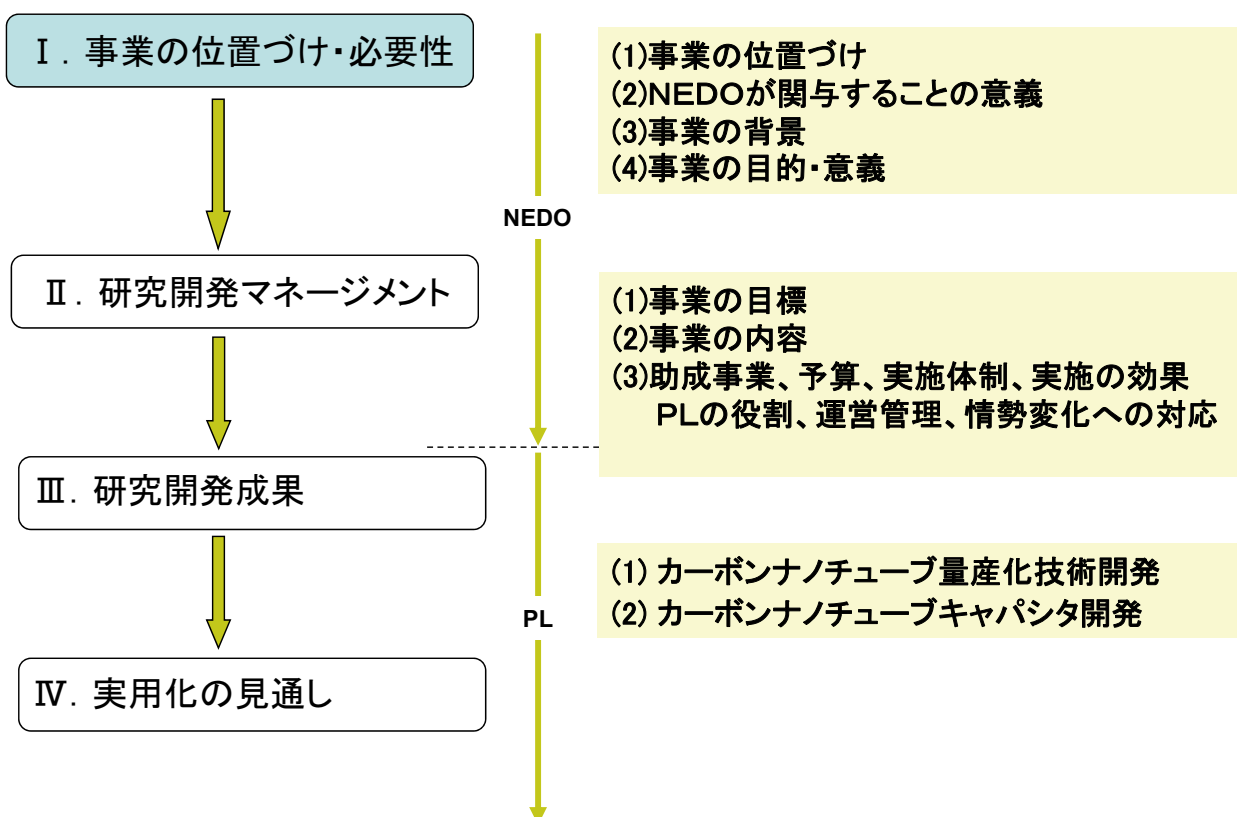 Ⅰ．事業の位置づけ・必要性
(1)事業の位置づけ
(2)NEDOが関与することの意義
(3)事業の背景
(4)事業の目的・意義
NEDO
Ⅱ．研究開発マネージメント
(1)事業の目標
(2)事業の内容
(3)助成事業、予算、実施体制、実施の効果
PLの役割、運営管理、情勢変化への対応
Ⅲ．研究開発成果
(1) カーボンナノチューブ量産化技術開発
(2) カーボンナノチューブキャパシタ開発
PL
Ⅳ．実用化の見通し